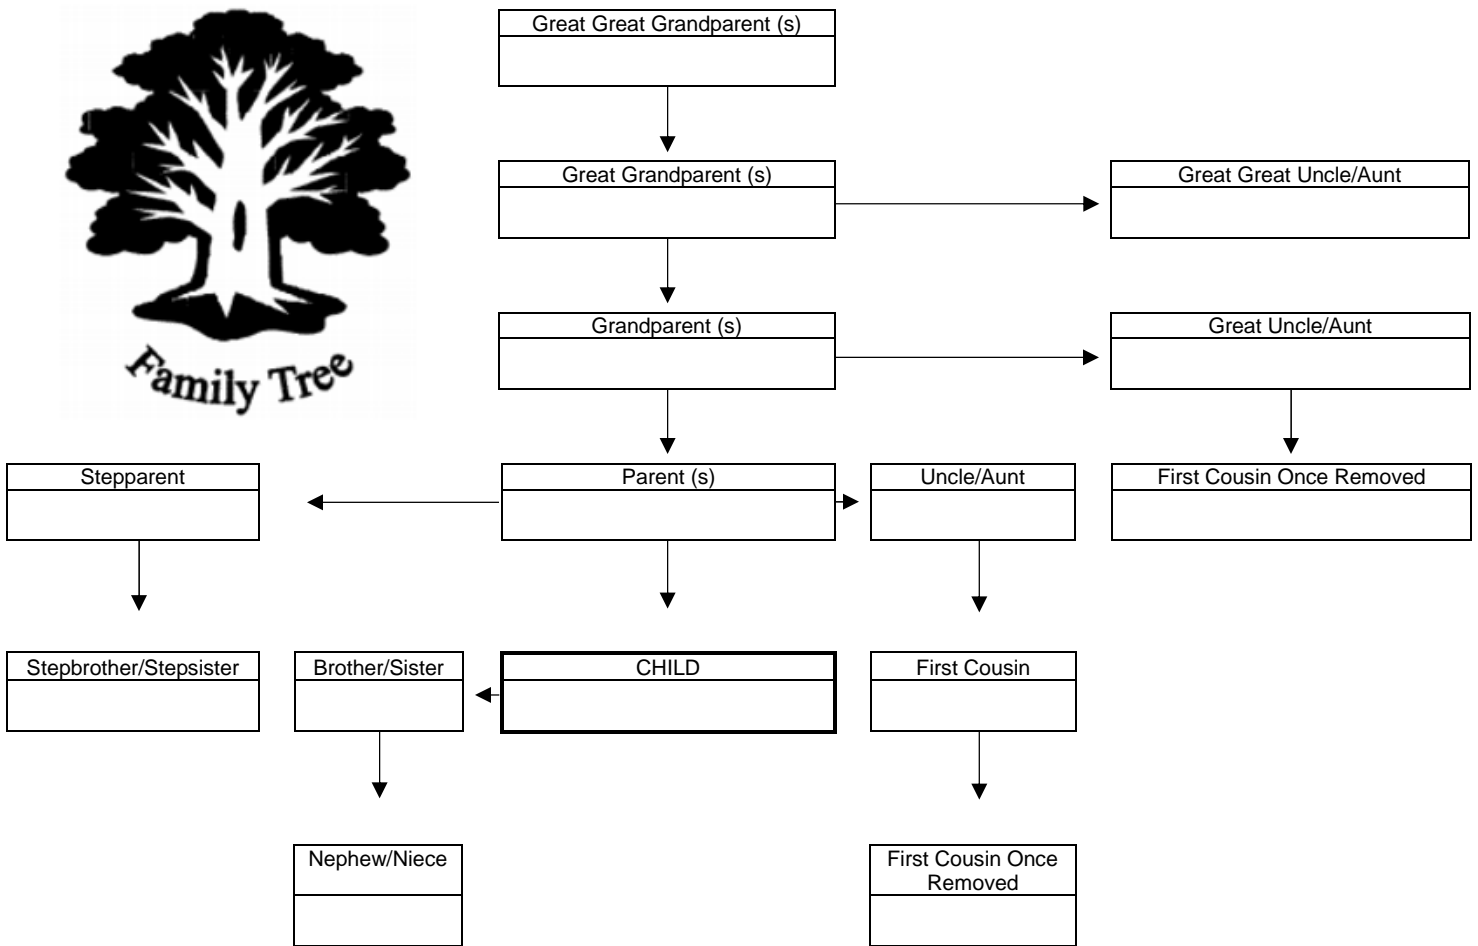 Great Great Grandparent (s)
Great Grandparent (s)
Great Great Uncle/Aunt
Grandparent (s)
Great Uncle/Aunt
Family Tree
Stepparent
Parent (s)
Uncle/Aunt
First Cousin Once Removed
Stepbrother/Stepsister
Brother/Sister
CHILD
First Cousin
Nephew/Niece
First Cousin Once
Removed